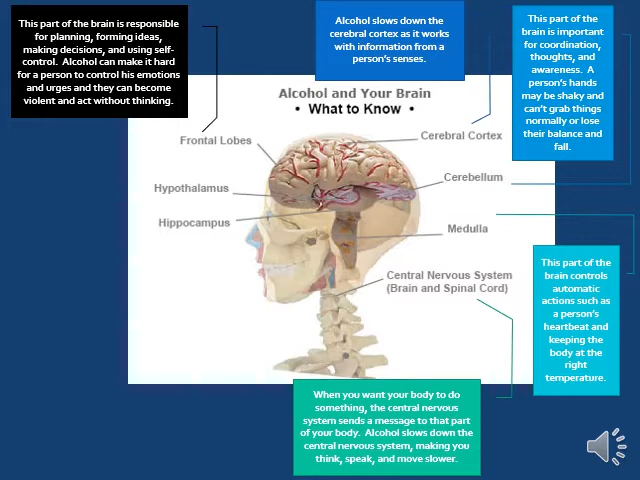 This part of the brain is responsible
for planning, forming ideas,
making decisions, and using self-
control.  Alcohol can make it hard
for a person to control his emotions
and urges and they can become
violent and act without thinking.
Alcohol slows down the
cerebral cortex as it works
with information from a
person's senses.
This part of the
brain is important
for coordination,
thoughts, and
awareness.  A
person's hands
may be shaky and
can't grab things
normally or lose
their balance and
fall.
Alcohol and Your Brain
• What to Know •
Frontal Lobes
Cerebral Cortex
Hypothalamus
Cerebellum
Hippocampus
Medulla
Central Nervous System
(Brain and Spinal Cord)
This part of the
brain controls
automatic
actions such as
a person's
heartbeat and
keeping the
body at the
right
temperature.
When you want your body to do
something, the central nervous
system sends a message to that part
of your body.  Alcohol slows down the
central nervous system, making you
think, speak, and move slower.